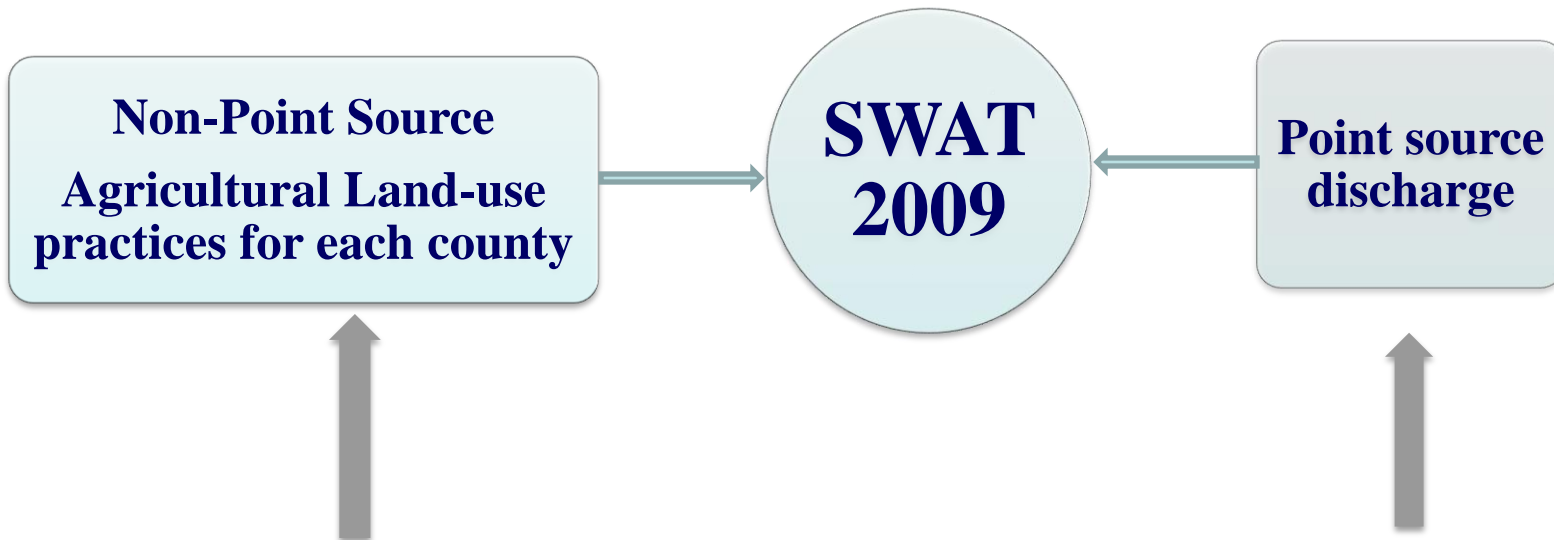 Non-Point Source
Agricultural Land-use
practices for each county
SWAT
2009
Point source
discharge